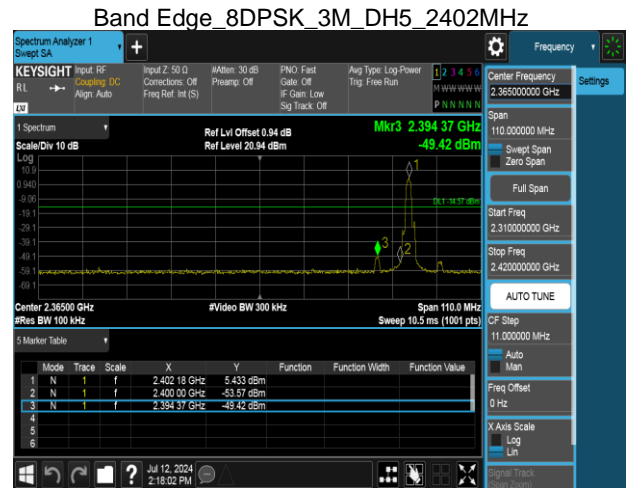 Band Edge_8DPSK_3M_DH5_2402MHz
Spectrum Analyzer 1
Swept SA
+
Frequency
KEYSIGHT
RL
Input: RF
Coupling: DC
Align: Auto
Input Z: 50 Ω
Corrections: Off
Freq Ref: Int (S)
#Atten: 30 dB
Preamp: Off
PNO: Fast
Gate: Off
IF Gain: Low
Sig Track: Off
Avg Type: Log-Power
Trig: Free Run
1 2 3 4 5 6
M W W W W W
P N N N N N
LXI
1 Spectrum
Scale/Div 10 dB
Ref Lvl Offset 0.94 dB
Ref Level 20.94 dBm
Mkr3 2.394 37 GHz
-49.42 dBm
Log
10.9
0.940
-9.06
-19.1
-29.1
-39.1
-49.1
-59.1
-69.1
1
DL1 -14.57 dBm
3
2
Center 2.36500 GHz
#Res BW 100 kHz
#Video BW 300 kHz
Span 110.0 MHz
Sweep 10.5 ms (1001 pts)
5 Marker Table
Mode Trace Scale X Y Function Function Width Function Value
1 N 1 f 2.402 18 GHz 5.433 dBm
2 N 1 f 2.400 00 GHz -53.57 dBm
3 N 1 f 2.394 37 GHz -49.42 dBm
4
5
6
Jul 12, 2024
2:18:02 PM
?
Center Frequency
2.365000000 GHz
Settings
Span
110.000000 MHz
Swept Span
Zero Span
Full Span
Start Freq
2.310000000 GHz
Stop Freq
2.420000000 GHz
AUTO TUNE
CF Step
11.000000 MHz
Auto
Man
Freq Offset
0 Hz
X Axis Scale
Log
Lin
Signal Track
(Span Zoom)